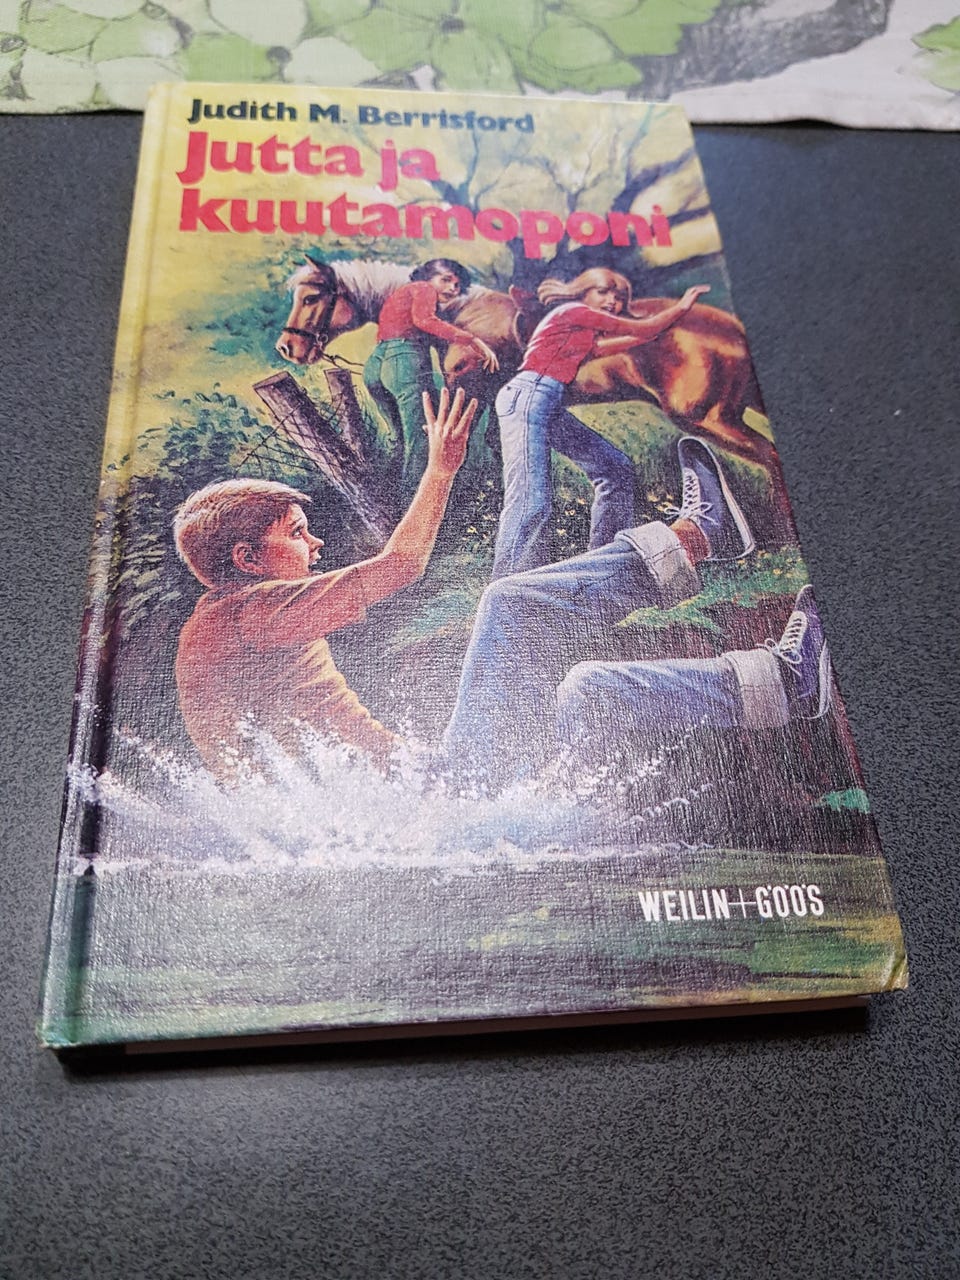 Judith M. Berrisford
Jutta ja
kuutamoponi
WEILIN+GÖÖS